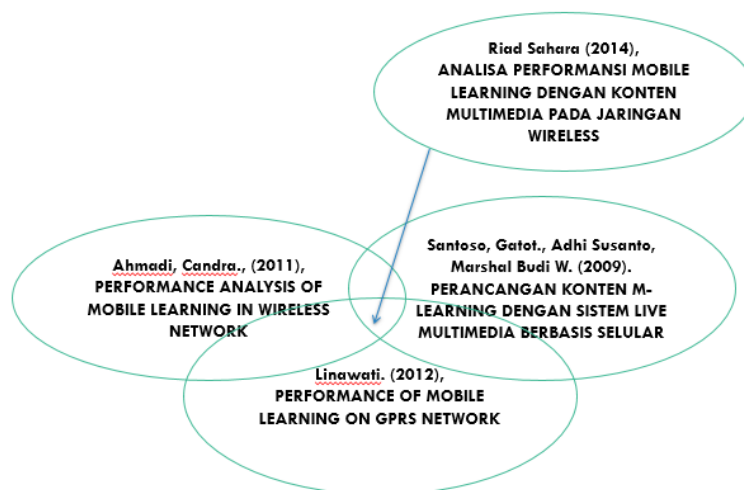 Riad Sahara (2014),
ANALISA PERFORMANSI MOBILE
LEARNING DENGAN KONTEN
MULTIMEDIA PADA JARINGAN
WIRELESS
Ahmadi, Candra., (2011),
PERFORMANCE ANALYSIS OF
MOBILE LEARNING IN WIRELESS
NETWORK
Santoso, Gatot., Adhi Susanto,
Marshal Budi W. (2009).
PERANCANGAN KONTEN M-
LEARNING DENGAN SISTEM LIVE
MULTIMEDIA BERBASIS SELULAR
Linawati. (2012),
PERFORMANCE OF MOBILE
LEARNING ON GPRS NETWORK